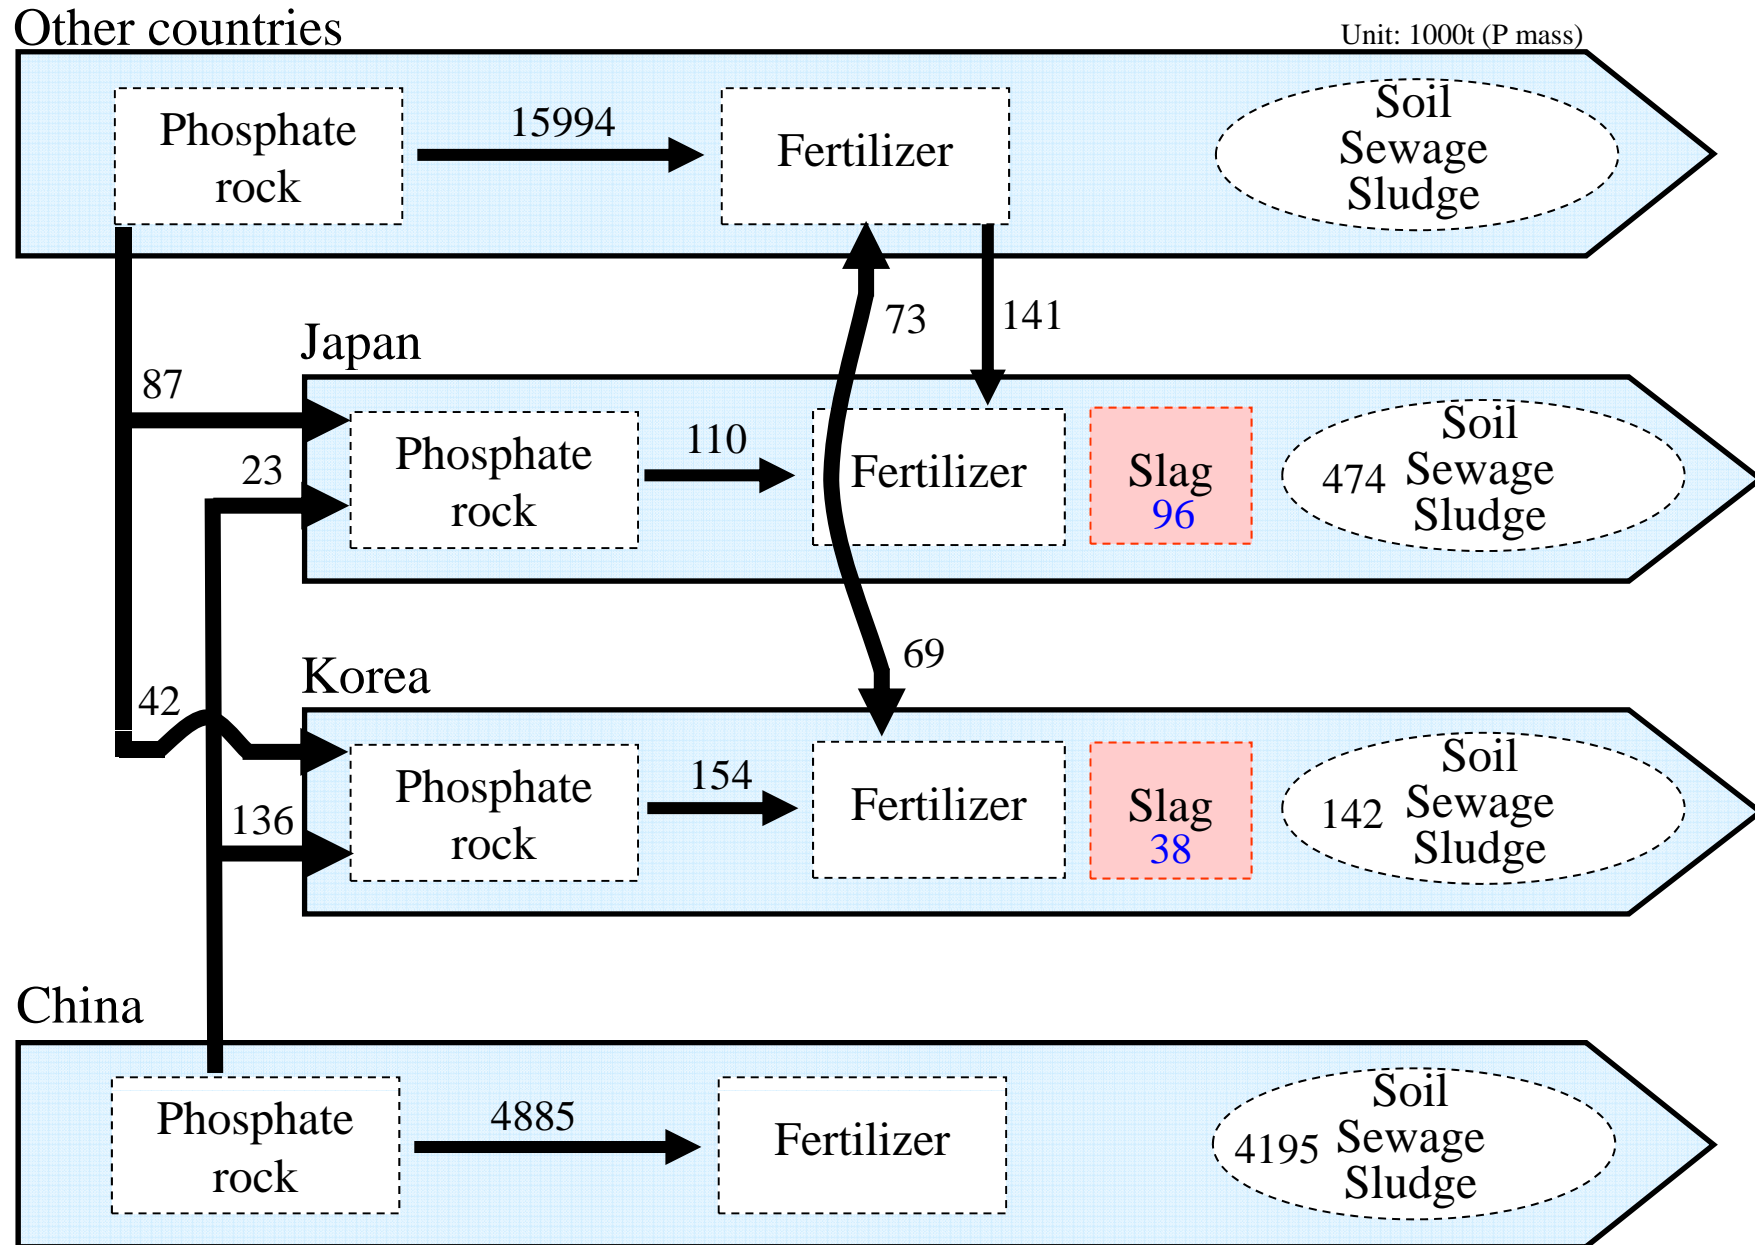 Other countries
Unit: 1000t (P mass)
Phosphate
rock
15994
Fertilizer
Soil
Sewage
Sludge
73
141
Japan
87
23
Phosphate
rock
110
Fertilizer
Slag
96
474
Soil
Sewage
Sludge
69
Korea
42
136
Phosphate
rock
154
Fertilizer
Slag
38
142
Soil
Sewage
Sludge
China
Phosphate
rock
4885
Fertilizer
4195
Soil
Sewage
Sludge